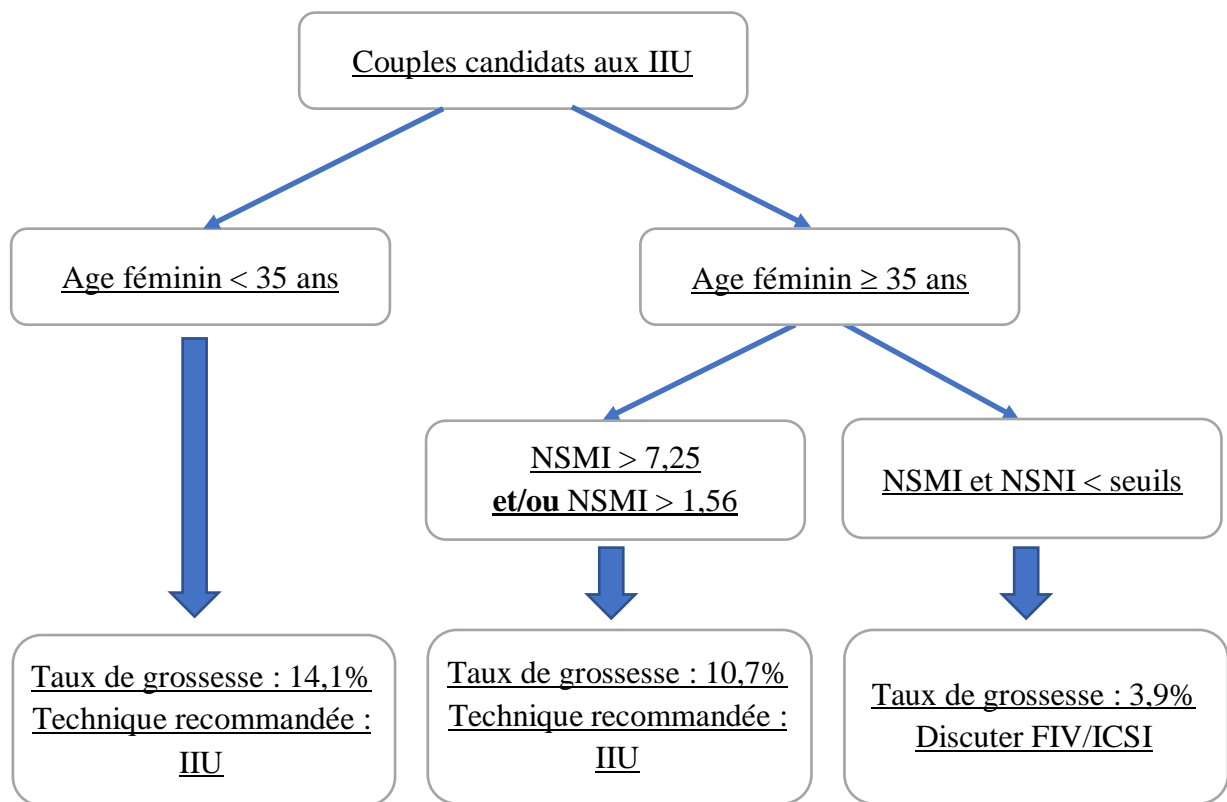 Couples candidats aux IIU
Age féminin < 35 ans
Age féminin ≥ 35 ans
NSMI > 7,25
et/ou NSMI > 1,56
NSMI et NSNI < seuils
Taux de grossesse : 14,1%
Technique recommandée :
IIU
Taux de grossesse : 10,7%
Technique recommandée :
IIU
Taux de grossesse : 3,9%
Discuter FIV/ICSI